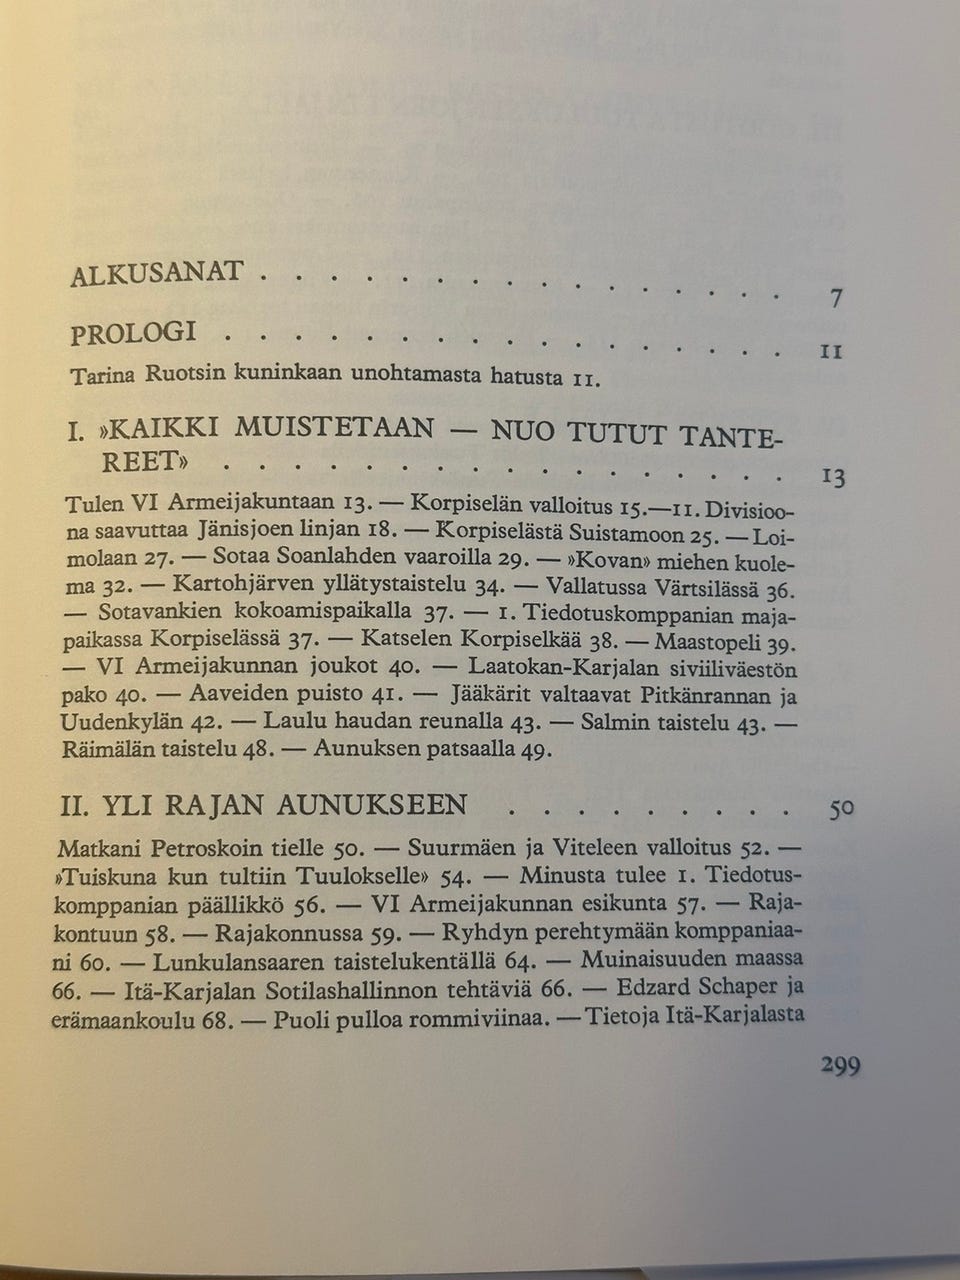 ALKUSANAT . . . . . . . . . . . . . . . 7
PROLOGI . . . . . . . . . . . . . . . . 11
Tarina Ruotsin kuninkaan unohtamasta hatusta 11.
I. »KAIKKI MUISTETAAN — NUO TUTUT TANTE-
REET» . . . . . . . . . . . . . . . . 13
Tulen VI Armeijakuntaan 13. — Korpiselän valloitus 15.—11. Divisioo-
na saavuttaa Jänisjoen linjan 18. — Korpiselästä Suistamoon 25. — Loi-
molaan 27. — Sotaa Soanlahden vaaroilla 29. — »Kovan» miehen kuole-
ma 32. — Kartohjärven yllätystaistelu 34. — Vallatussa Värtsilässä 36.
— Sotavankien kokoamispaikalla 37. — 1. Tiedotuskomppanian maja-
paikassa Korpiselässä 37. — Katselen Korpiselkää 38. — Maastopeli 39.
— VI Armeijakunnan joukot 40. — Laatokan-Karjalan siviiliväestön
pako 40. — Aaveiden puisto 41. — Jääkärit valtaavat Pitkänrannan ja
Uudenkylän 42. — Laulu haudan reunalla 43. — Salmin taistelu 43. —
Räimälän taistelu 48. — Aunuksen patsaalla 49.
II. YLI RAJAN AUNUKSEEN . . . . . . . . . 50
Matkani Petroskoin tielle 50. — Suurmäen ja Viteleen valloitus 52. —
»Tuiskuna kun tultiin Tuulokselle» 54. — Minusta tulee 1. Tiedotus-
komppanian päällikkö 56. — VI Armeijakunnan esikunta 57. — Raja-
kontuun 58. — Rajakonnussa 59. — Ryhdyn perehtymään komppaniaa-
ni 60. — Lunkulansaaren taistelukentällä 64. — Muinaisuuden maassa
66. — Itä-Karjalan Sotilashallinnon tehtäviä 66. — Edzard Schaper ja
erämaankoulu 68. — Puoli pulloa rommiviinaa. — Tietoja Itä-Karjalasta
299